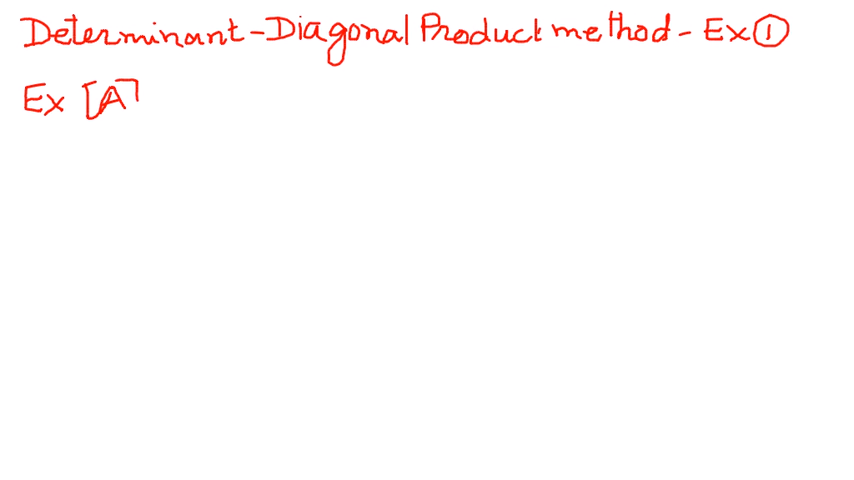 Determinant - Diagonal Product method - Ex ①
Ex [A]